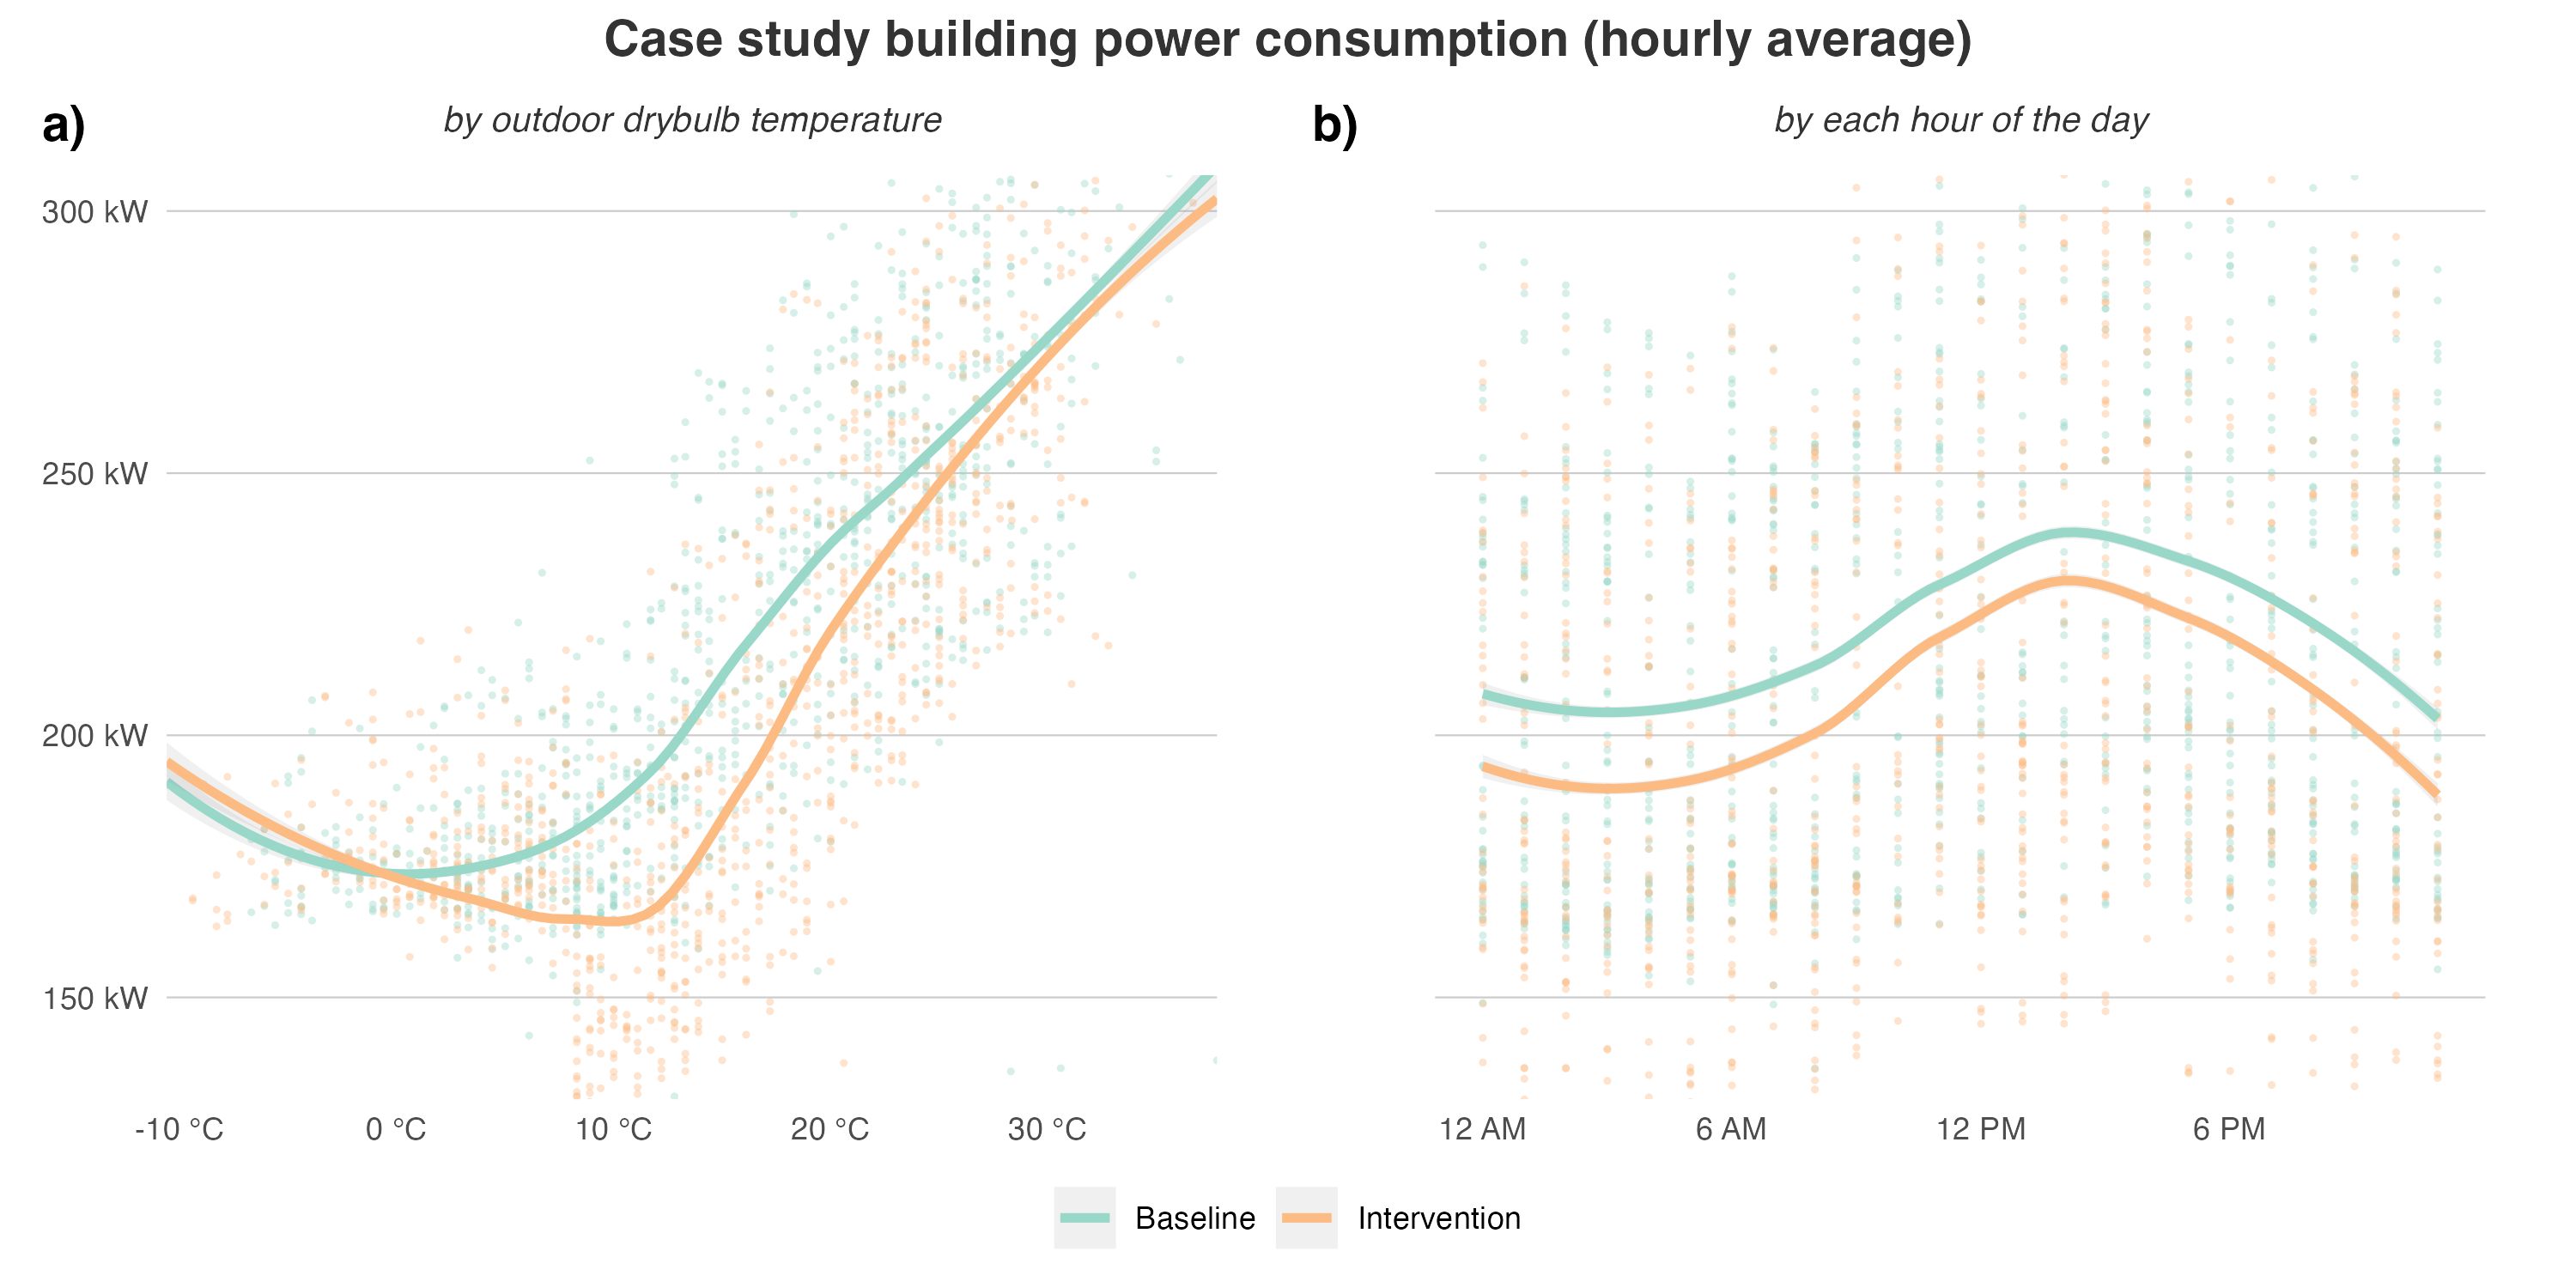 Case study building power consumption (hourly average)
a)
by outdoor drybulb temperature
b)
by each hour of the day
300 kW
250 kW
200 kW
150 kW
-10 °C 0 °C 10 °C 20 °C 30 °C
12 AM 6 AM 12 PM 6 PM
Baseline Intervention